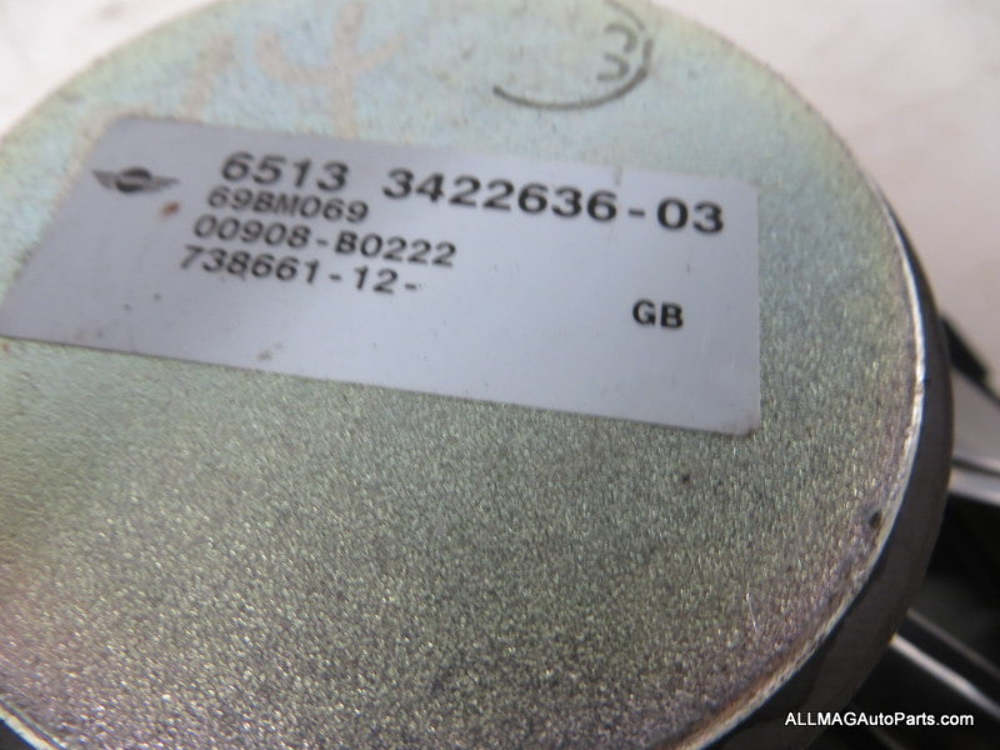 6513 3422636-03
69BM069
00908-B0222
738661-12-
GB
ALLMAGAutoParts.com